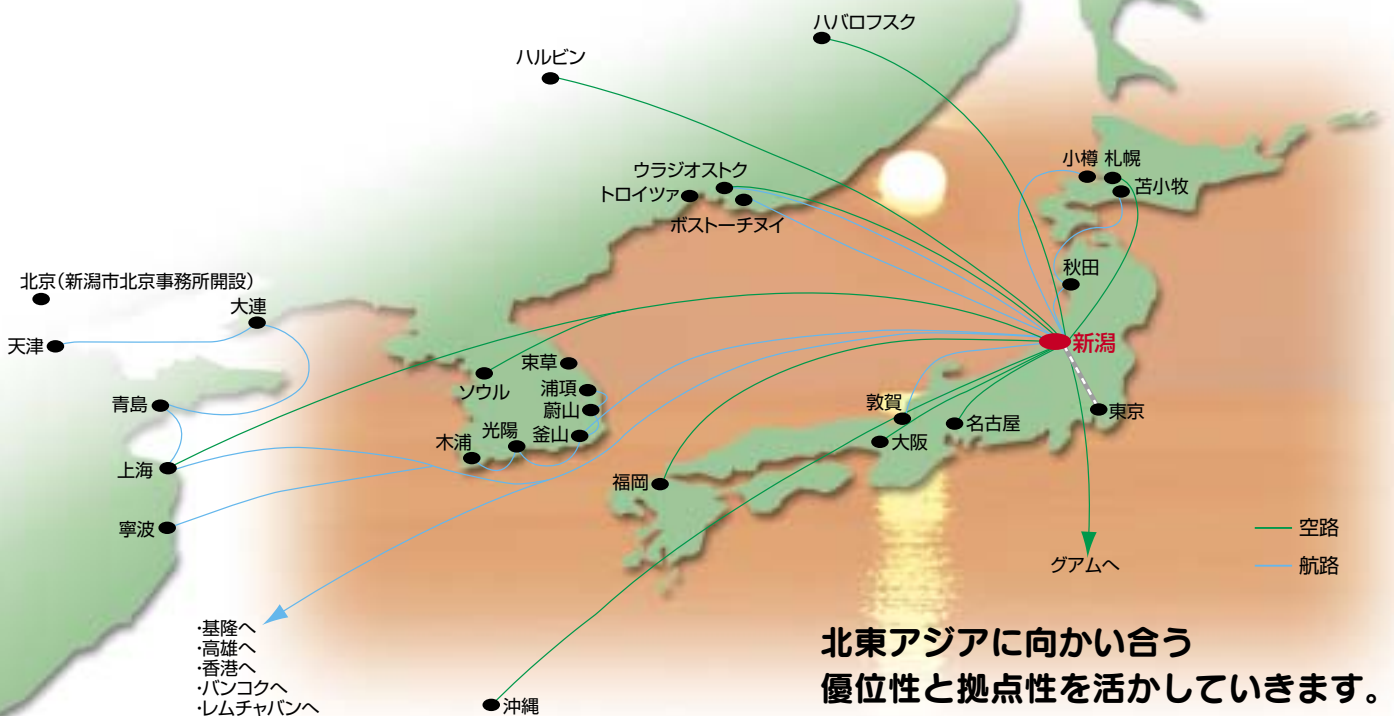 ハバロフスク
ハルビン
小樽
札幌
苫小牧
ウラジオストク
トロイツァ
ボストーチヌイ
北京(新潟市北京事務所開設)
大連
天津
秋田
新潟
束草
ソウル
浦項
青島
蔚山
敦賀
東京
釜山
光陽
名古屋
木浦
大阪
上海
福岡
寧波
空路
航路
グアムへ
・基隆へ
・高雄へ
・香港へ
・バンコクへ
・レムチャバンへ
沖縄
北東アジアに向かい合う
優位性と拠点性を活かしていきます。